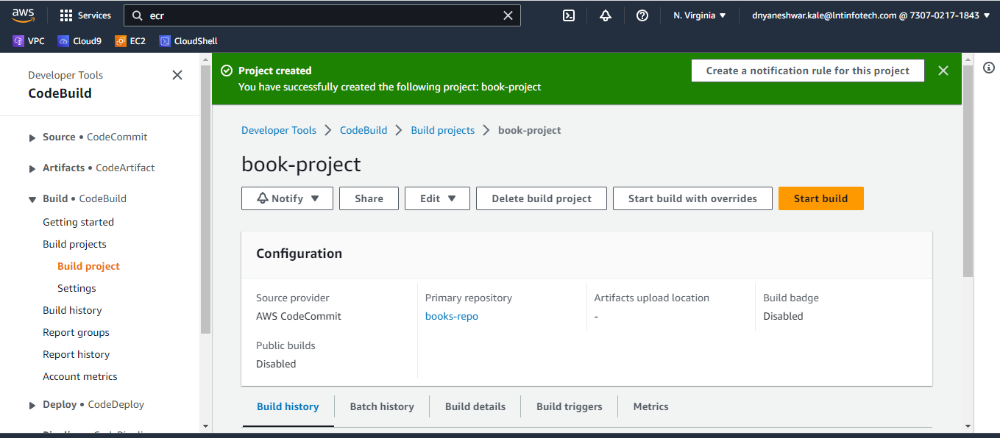 aws Services ecr N. Virginia dnyaneshwar.kale@lntinfotech.com @ 7307-0217-1843
VPC Cloud9 EC2 CloudShell
Developer Tools
CodeBuild
Source • CodeCommit
Artifacts • CodeArtifact
Build • CodeBuild
Getting started
Build projects
Build project
Settings
Build history
Report groups
Report history
Account metrics
Deploy • CodeDeploy
Project created
You have successfully created the following project: book-project
Create a notification rule for this project
Developer Tools CodeBuild Build projects book-project
book-project
Notify Share Edit Delete build project Start build with overrides Start build
Configuration
Source provider
AWS CodeCommit
Primary repository
books-repo
Artifacts upload location
-
Build badge
Disabled
Public builds
Disabled
Build history Batch history Build details Build triggers Metrics